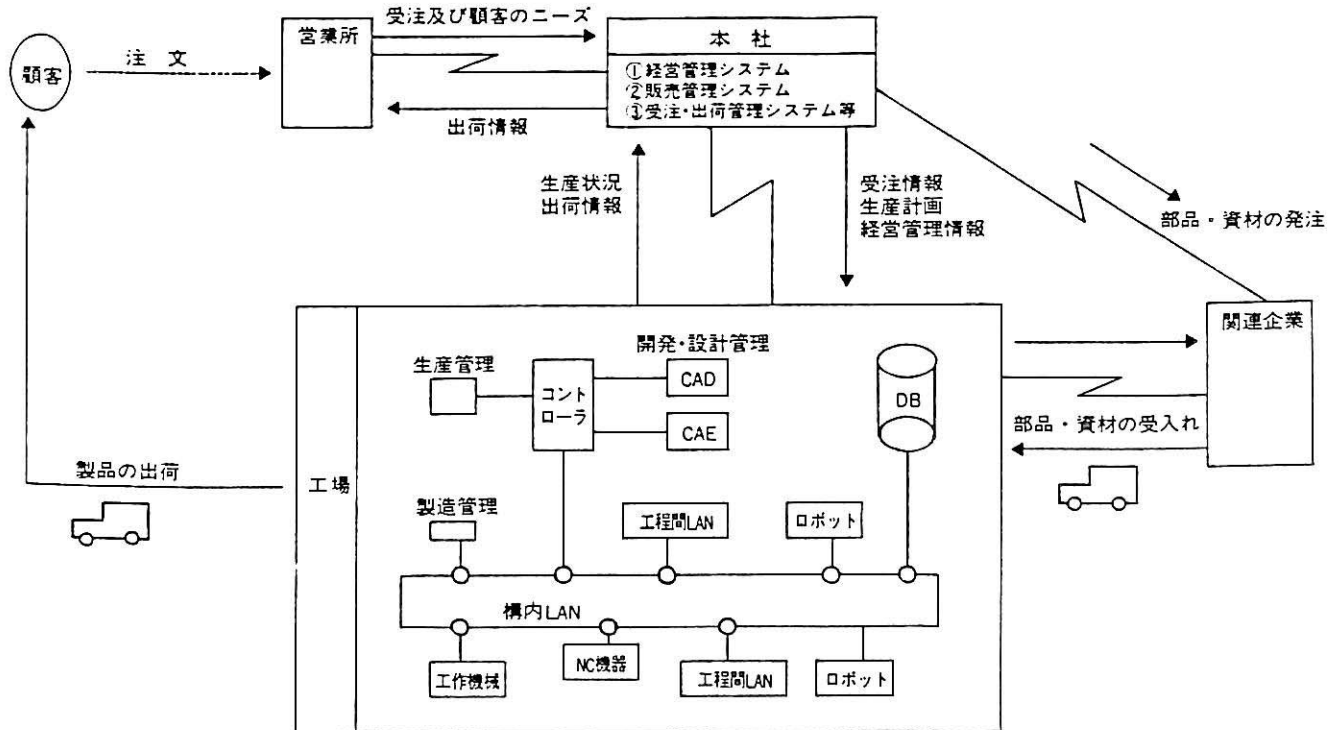 顧客
注 文
営業所
受注及び顧客のニーズ
出荷情報
本 社
①経営管理システム
②販売管理システム
③受注・出荷管理システム等
生産状況
出荷情報
受注情報
生産計画
経営管理情報
部品・資材の発注
関連企業
部品・資材の受入れ
製品の出荷
工場
生産管理
コント
ローラ
開発・設計管理
CAD
CAE
DB
製造管理
工程間LAN
ロボット
構内LAN
工作機械
NC機器
工程間LAN
ロボット